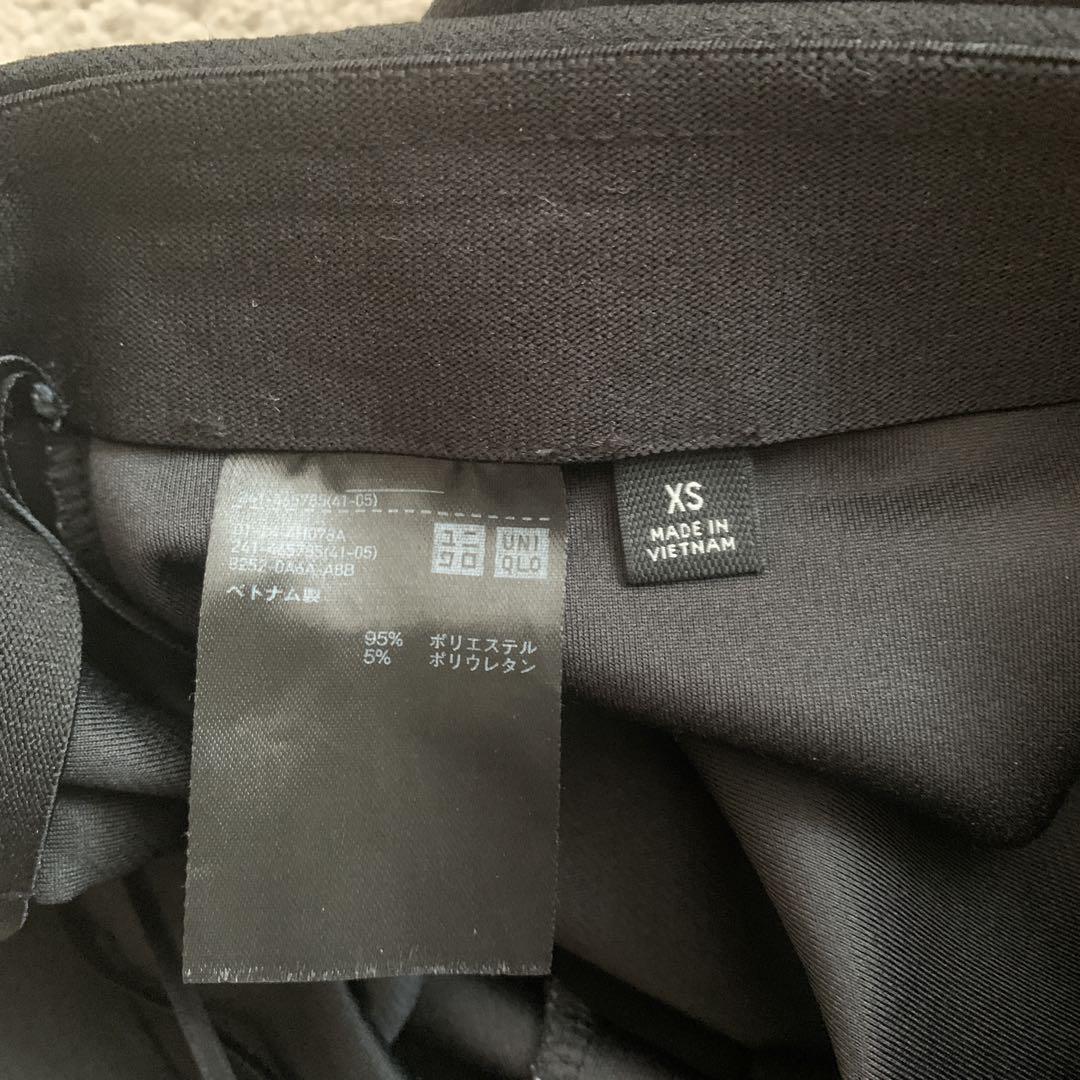 241-465785(41-05)
241-465785(41-05)
ベトナム製
ユニ
クロ
UNI
QLO
95% ポリエステル
5% ポリウレタン
XS
MADE IN
VIETNAM